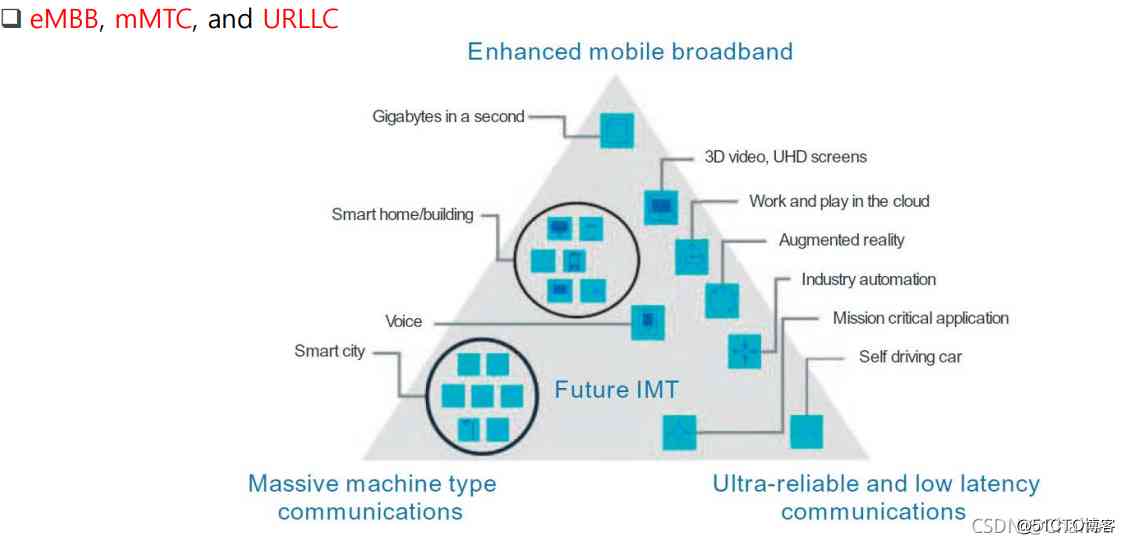 ❑ eMBB, mMTC, and URLLC
Enhanced mobile broadband
Gigabytes in a second
3D video, UHD screens
Smart home/building
Work and play in the cloud
Augmented reality
Industry automation
Voice
Mission critical application
Smart city
Self driving car
Future IMT
Massive machine type
communications
Ultra-reliable and low latency
communications
@51CTO博客